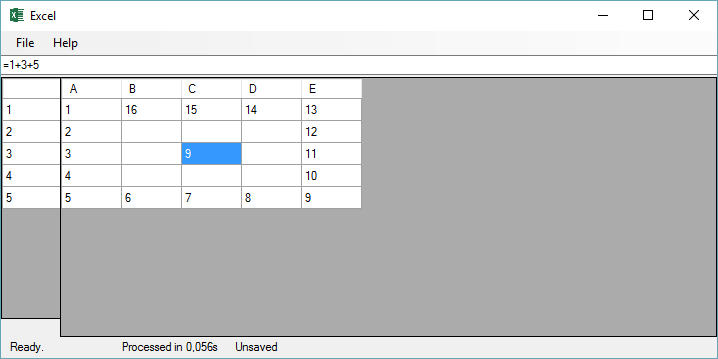 Excel
File Help
=1+3+5
A B C D E
1 1 16 15 14 13
2 2 12
3 3 9 11
4 4 10
5 5 6 7 8 9
Ready. Processed in 0,056s Unsaved